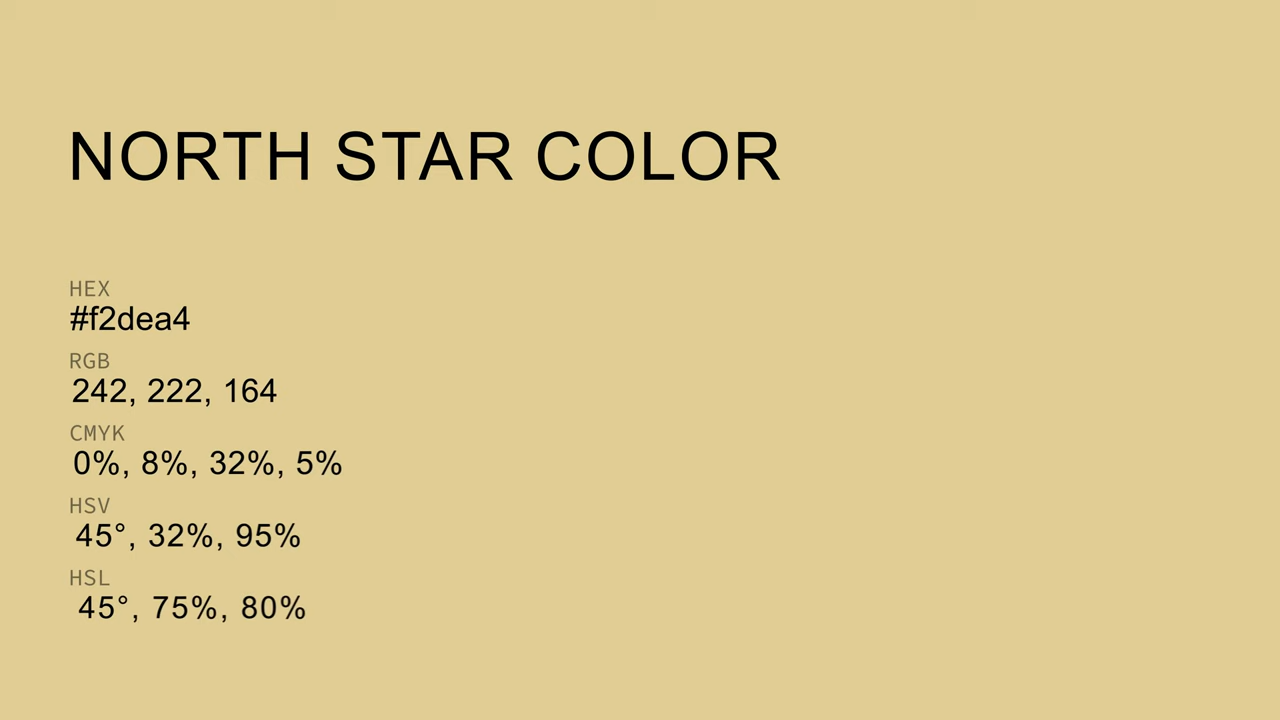 NORTH STAR COLOR
HEX
#f2dea4
RGB
242, 222, 164
CMYK
0%, 8%, 32%, 5%
HSV
45°, 32%, 95%
HSL
45°, 75%, 80%